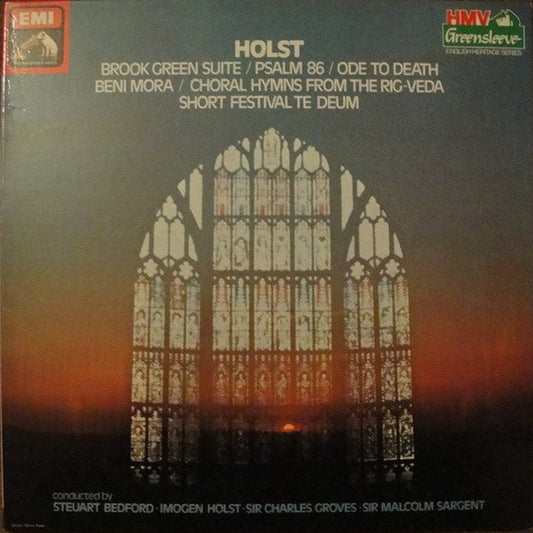 EMI
HMV
Greensleeve
ENGLISH HERITAGE SERIES
HOLST
BROOK GREEN SUITE / PSALM 86 / ODE TO DEATH
BENI MORA / CHORAL HYMNS FROM THE RIG-VEDA
SHORT FESTIVAL TE DEUM
conducted by
STEUART BEDFORD · IMOGEN HOLST · SIR CHARLES GROVES · SIR MALCOLM SARGENT